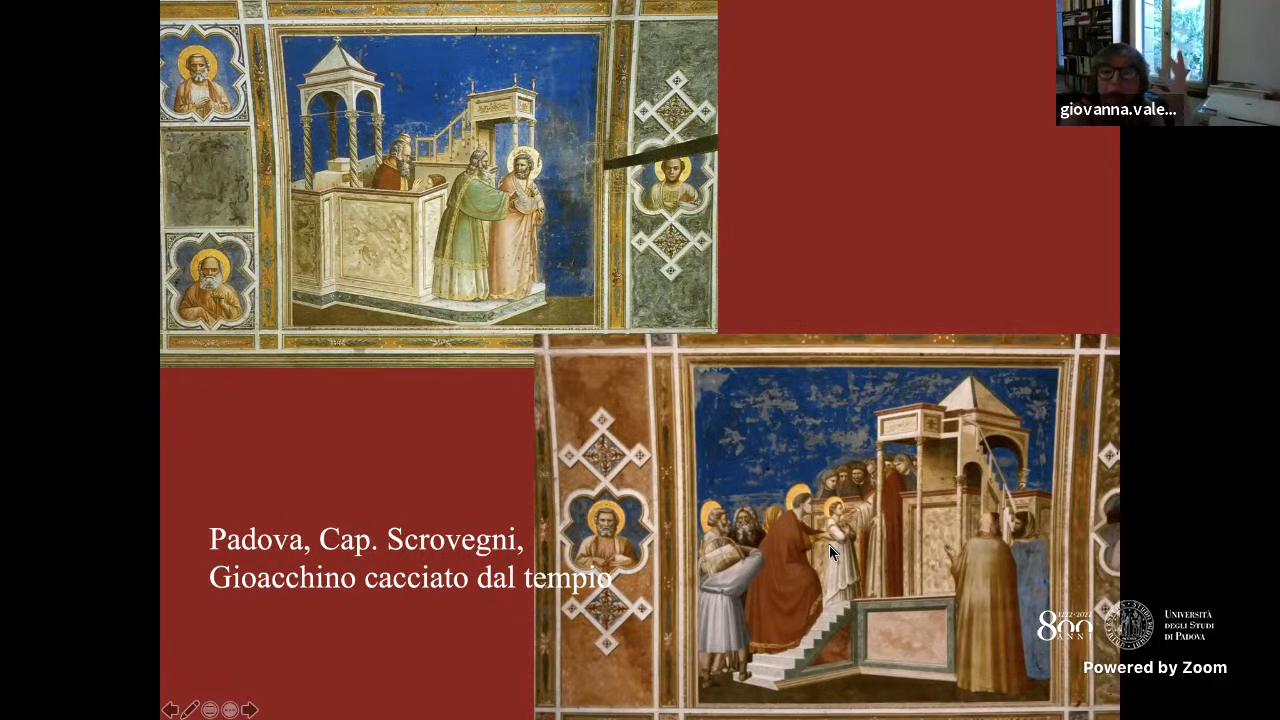 giovanna.vale...
Padova, Cap. Scrovegni,
Gioacchino cacciato dal tempio
1222·2022
800
ANNI
UNIVERSITÀ
DEGLI STUDI
DI PADOVA
Powered by Zoom